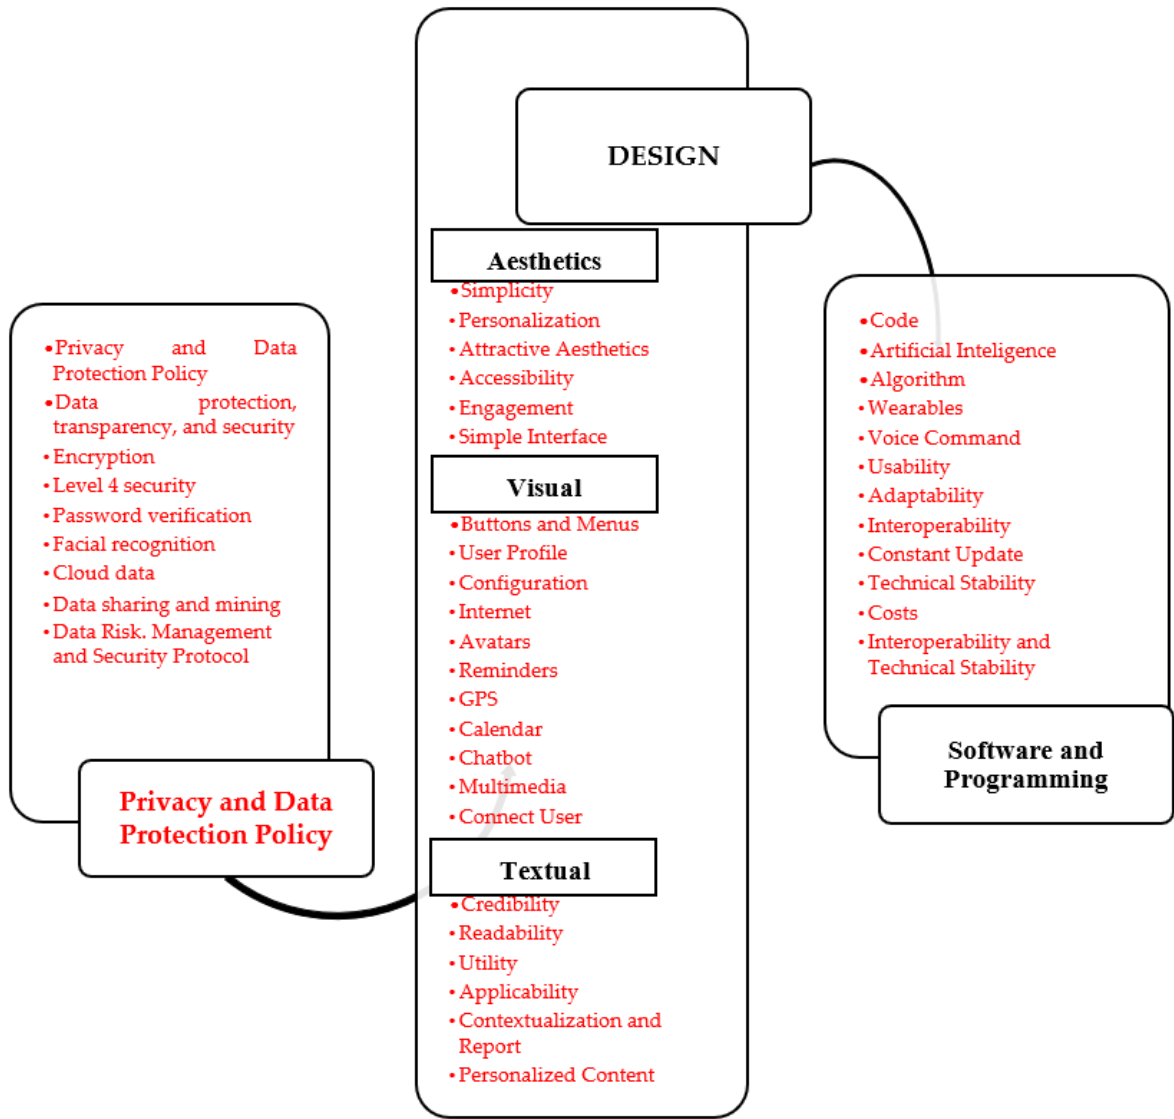 •Privacy and Data
Protection Policy
•Data protection,
transparency, and security
•Encryption
•Level 4 security
•Password verification
•Facial recognition
•Cloud data
•Data sharing and mining
•Data Risk. Management
and Security Protocol
Privacy and Data
Protection Policy
DESIGN
Aesthetics
•Simplicity
•Personalization
•Attractive Aesthetics
•Accessibility
•Engagement
•Simple Interface
Visual
•Buttons and Menus
•User Profile
•Configuration
•Internet
•Avatars
•Reminders
•GPS
•Calendar
•Chatbot
•Multimedia
•Connect User
Textual
•Credibility
•Readability
•Utility
•Applicability
•Contextualization and
Report
•Personalized Content
•Code
•Artificial Inteligence
•Algorithm
•Wearables
•Voice Command
•Usability
•Adaptability
•Interoperability
•Constant Update
•Technical Stability
•Costs
•Interoperability and
Technical Stability
Software and
Programming